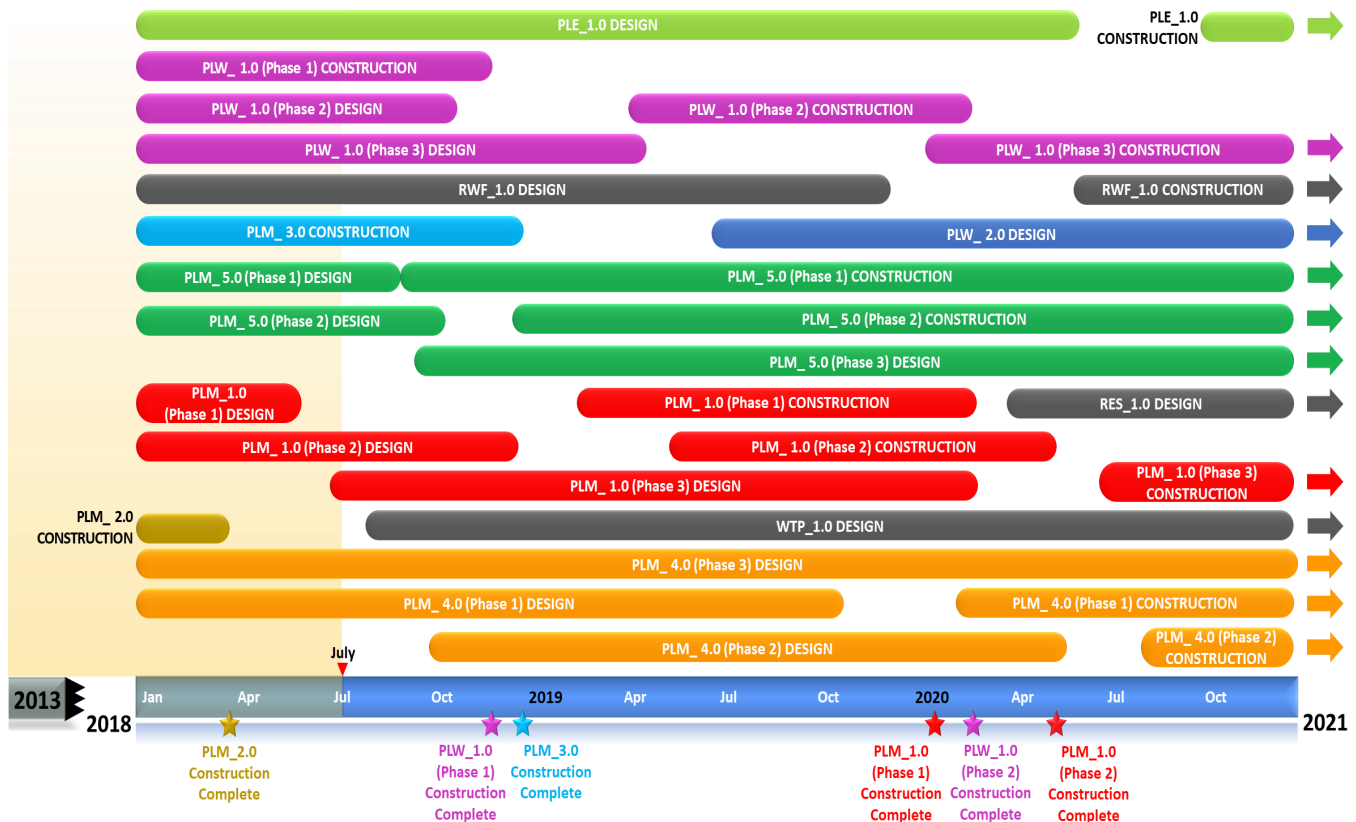 PLE_1.0 DESIGN
PLE_1.0
CONSTRUCTION
PLW_ 1.0 (Phase 1) CONSTRUCTION
PLW_ 1.0 (Phase 2) DESIGN
PLW_ 1.0 (Phase 2) CONSTRUCTION
PLW_ 1.0 (Phase 3) DESIGN
PLW_ 1.0 (Phase 3) CONSTRUCTION
RWF_1.0 DESIGN
RWF_1.0 CONSTRUCTION
PLM_ 3.0 CONSTRUCTION
PLW_ 2.0 DESIGN
PLM_ 5.0 (Phase 1) DESIGN
PLM_ 5.0 (Phase 1) CONSTRUCTION
PLM_ 5.0 (Phase 2) DESIGN
PLM_ 5.0 (Phase 2) CONSTRUCTION
PLM_ 5.0 (Phase 3) DESIGN
PLM_1.0
(Phase 1) DESIGN
PLM_ 1.0 (Phase 1) CONSTRUCTION
RES_1.0 DESIGN
PLM_ 1.0 (Phase 2) DESIGN
PLM_ 1.0 (Phase 2) CONSTRUCTION
PLM_ 1.0 (Phase 3) DESIGN
PLM_ 1.0 (Phase 3)
CONSTRUCTION
PLM_ 2.0
CONSTRUCTION
WTP_1.0 DESIGN
PLM_ 4.0 (Phase 3) DESIGN
PLM_ 4.0 (Phase 1) DESIGN
PLM_ 4.0 (Phase 1) CONSTRUCTION
PLM_ 4.0 (Phase 2) DESIGN
PLM_ 4.0 (Phase 2)
CONSTRUCTION
July
2013
2018
Jan
Apr
Jul
Oct
2019
Apr
Jul
Oct
2020
Apr
Jul
Oct
2021
PLM_2.0
Construction
Complete
PLW_1.0
(Phase 1)
Construction
Complete
PLM_3.0
Construction
Complete
PLM_1.0
(Phase 1)
Construction
Complete
PLW_1.0
(Phase 2)
Construction
Complete
PLM_1.0
(Phase 2)
Construction
Complete